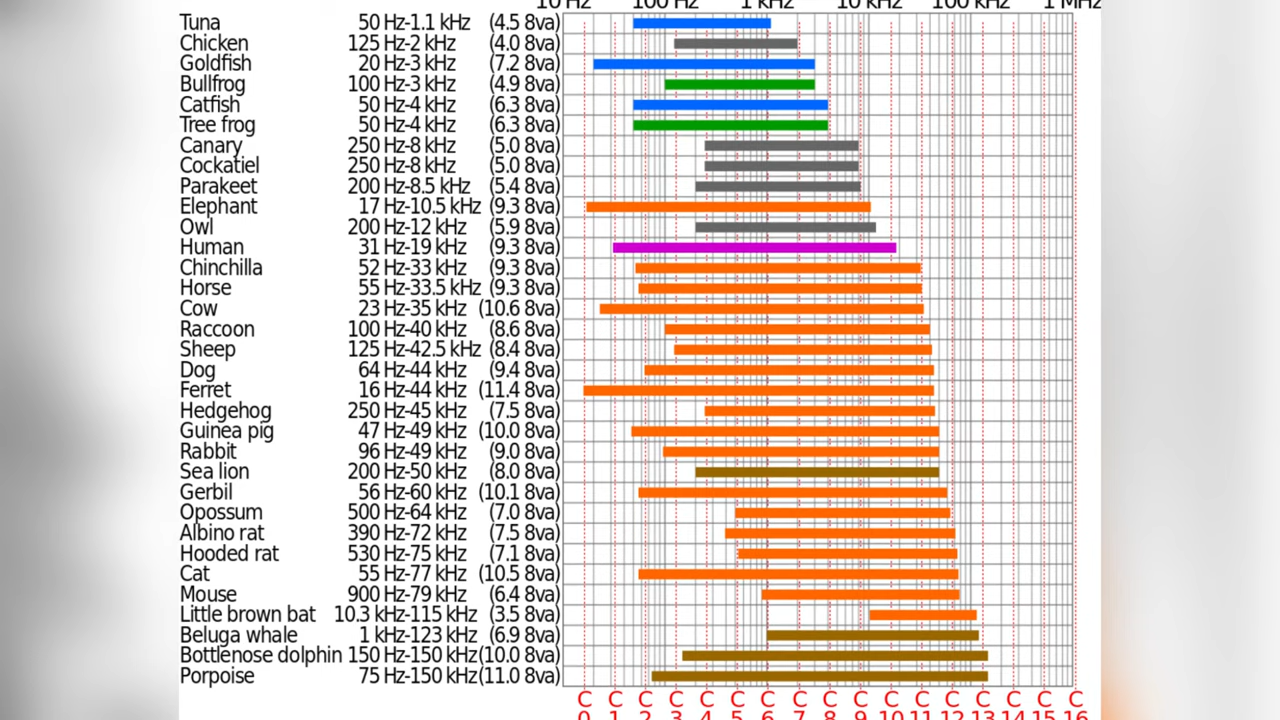 10 Hz 100 Hz 1 kHz 10 kHz 100 kHz 1 MHz
Tuna 50 Hz-1.1 kHz (4.5 8va)
Chicken 125 Hz-2 kHz (4.0 8va)
Goldfish 20 Hz-3 kHz (7.2 8va)
Bullfrog 100 Hz-3 kHz (4.9 8va)
Catfish 50 Hz-4 kHz (6.3 8va)
Tree frog 50 Hz-4 kHz (6.3 8va)
Canary 250 Hz-8 kHz (5.0 8va)
Cockatiel 250 Hz-8 kHz (5.0 8va)
Parakeet 200 Hz-8.5 kHz (5.4 8va)
Elephant 17 Hz-10.5 kHz (9.3 8va)
Owl 200 Hz-12 kHz (5.9 8va)
Human 31 Hz-19 kHz (9.3 8va)
Chinchilla 52 Hz-33 kHz (9.3 8va)
Horse 55 Hz-33.5 kHz (9.3 8va)
Cow 23 Hz-35 kHz (10.6 8va)
Raccoon 100 Hz-40 kHz (8.6 8va)
Sheep 125 Hz-42.5 kHz (8.4 8va)
Dog 64 Hz-44 kHz (9.4 8va)
Ferret 16 Hz-44 kHz (11.4 8va)
Hedgehog 250 Hz-45 kHz (7.5 8va)
Guinea pig 47 Hz-49 kHz (10.0 8va)
Rabbit 96 Hz-49 kHz (9.0 8va)
Sea lion 200 Hz-50 kHz (8.0 8va)
Gerbil 56 Hz-60 kHz (10.1 8va)
Opossum 500 Hz-64 kHz (7.0 8va)
Albino rat 390 Hz-72 kHz (7.5 8va)
Hooded rat 530 Hz-75 kHz (7.1 8va)
Cat 55 Hz-77 kHz (10.5 8va)
Mouse 900 Hz-79 kHz (6.4 8va)
Little brown bat 10.3 kHz-115 kHz (3.5 8va)
Beluga whale 1 kHz-123 kHz (6.9 8va)
Bottlenose dolphin 150 Hz-150 kHz (10.0 8va)
Porpoise 75 Hz-150 kHz (11.0 8va)
C C C C C C C C C C C C C C C C C
0 1 2 3 4 5 6 7 8 9 10 11 12 13 14 15 16